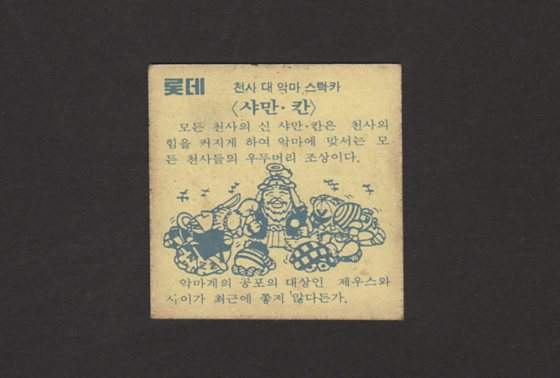 롯데
천사 대 악마 스틱카
〈샤만·칸〉
모든 천사의 신 샤만·칸은 천사의
힘을 커지게 하여 악마에 맞서는 모
든 천사들의 우두머리 조상이다.
악마계의 공포의 대상인 제우스와
사이가 최근에 좋지 않다든가.